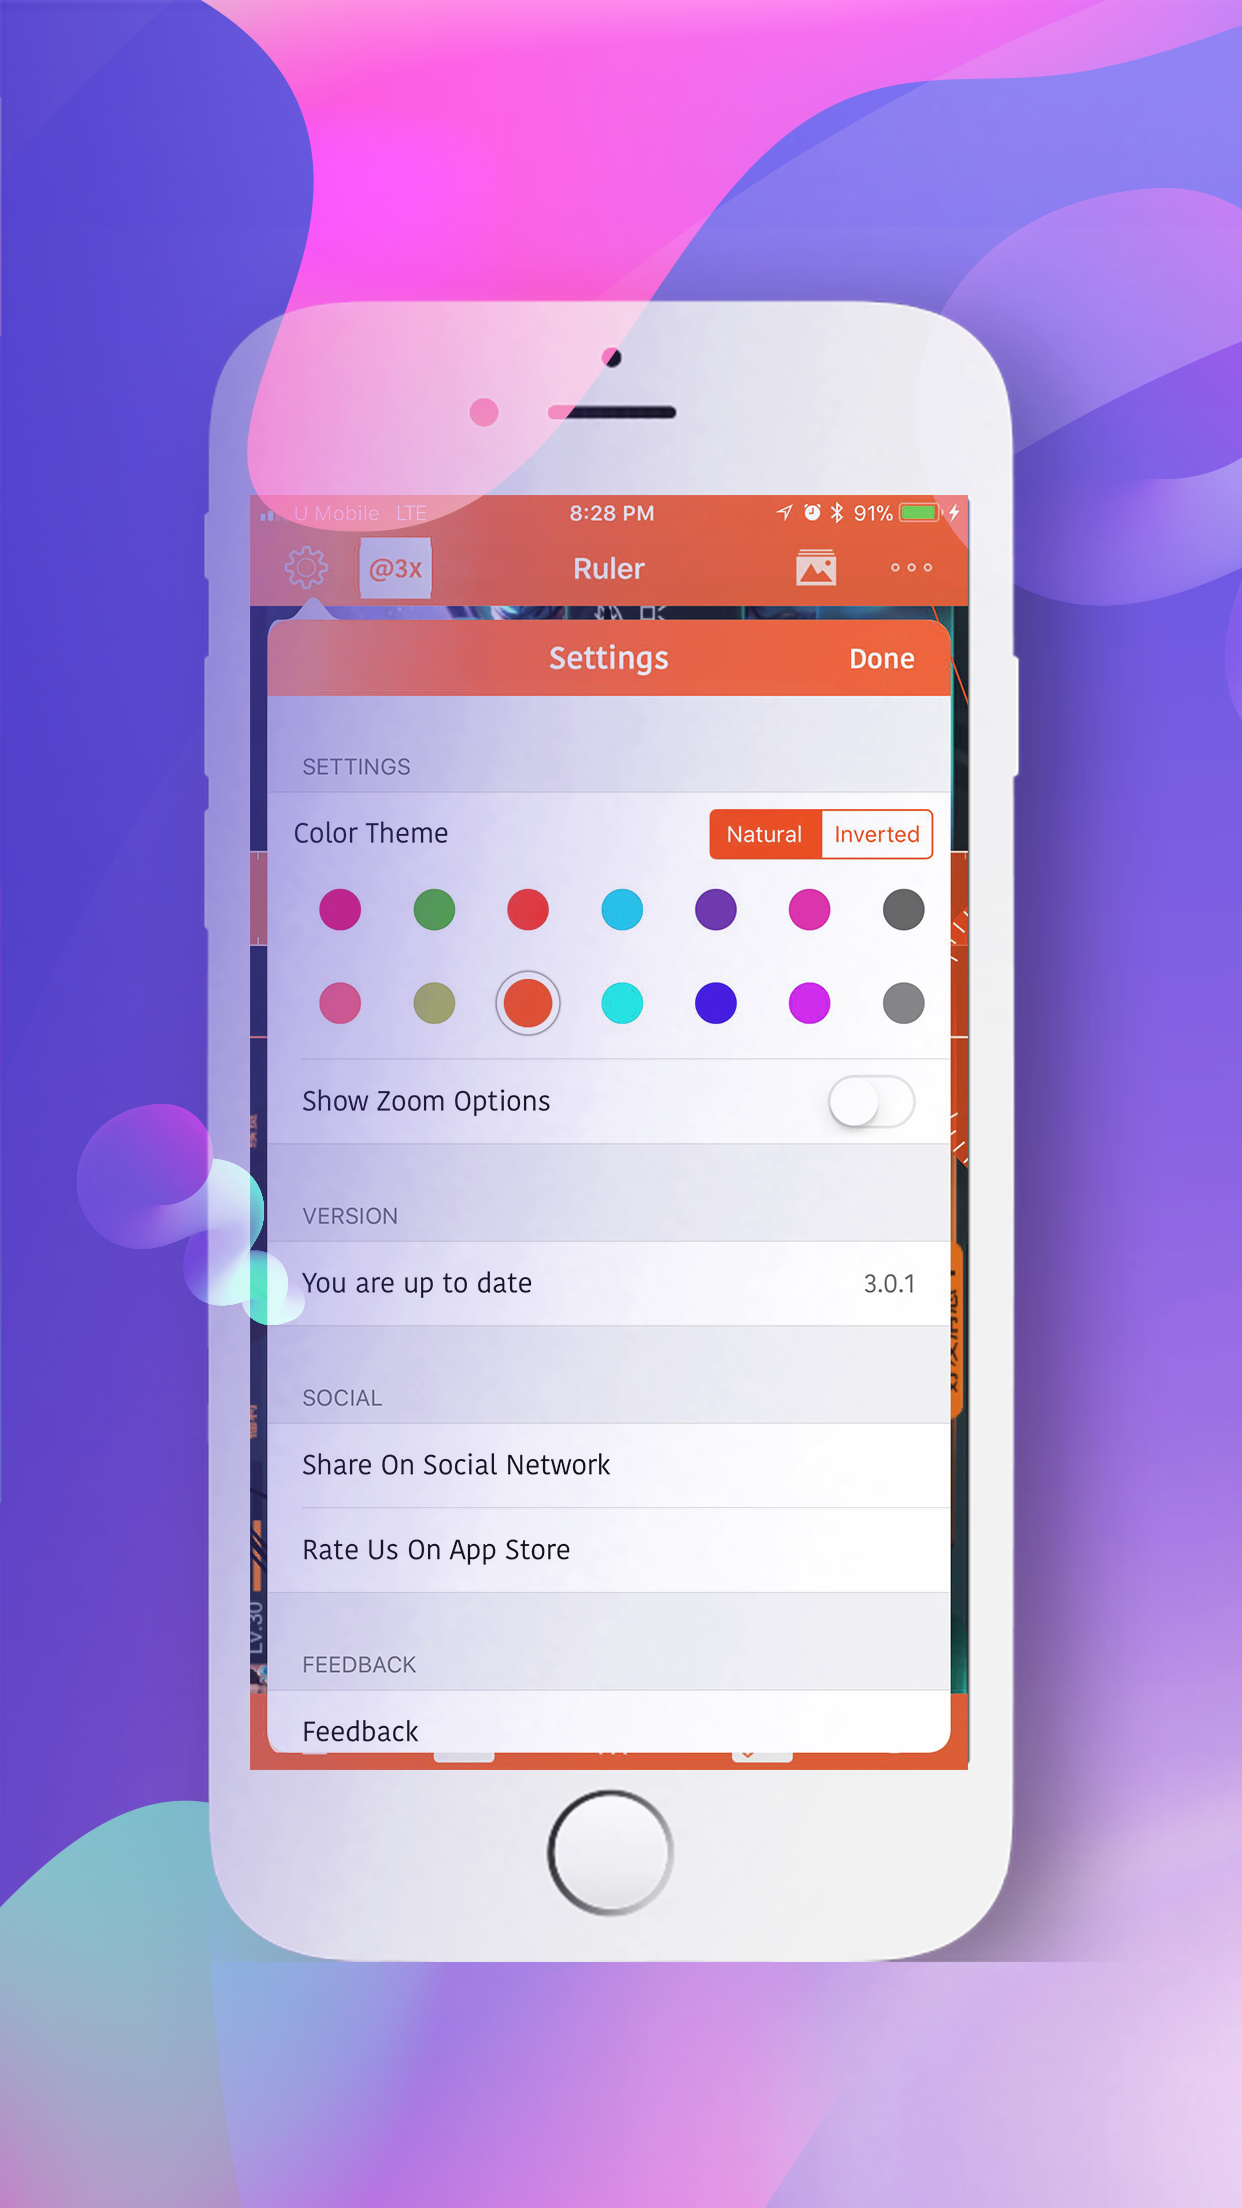 U Mobile LTE 8:28 PM 91%
@3x Ruler
Settings Done
SETTINGS
Color Theme Natural Inverted
Show Zoom Options
VERSION
You are up to date 3.0.1
SOCIAL
Share On Social Network
Rate Us On App Store
LV.30
FEEDBACK
Feedback